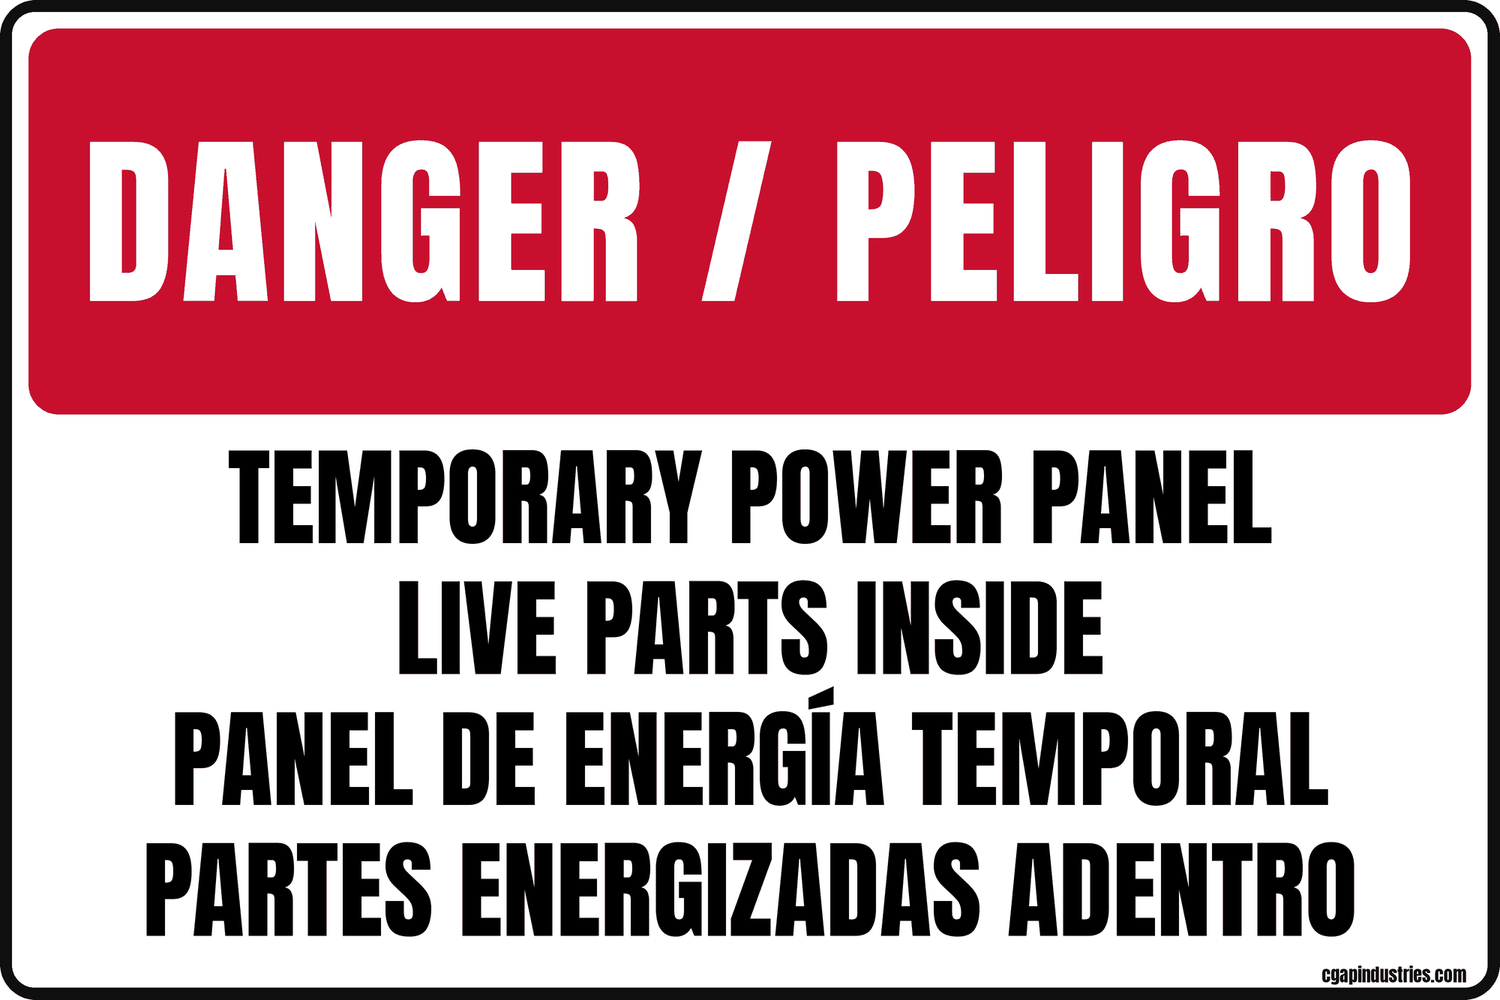 DANGER / PELIGRO
TEMPORARY POWER PANEL
LIVE PARTS INSIDE
PANEL DE ENERGÍA TEMPORAL
PARTES ENERGIZADAS ADENTRO
cgapindustries.com